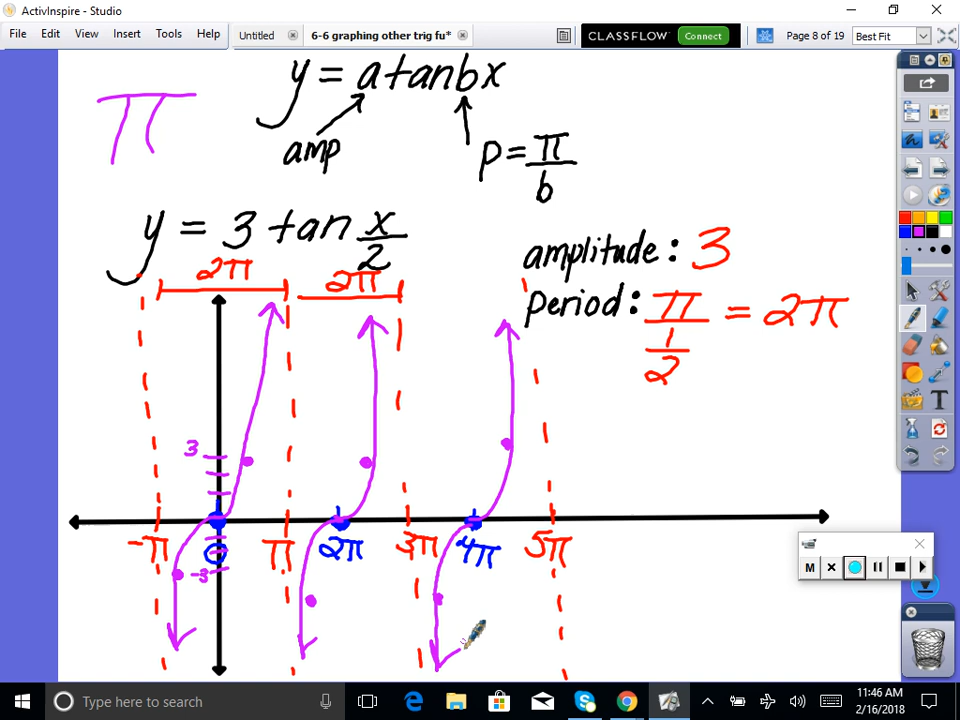 ActivInspire - Studio
File Edit View Insert Tools Help Untitled 6-6 graphing other trig fu* CLASSFLOW Connect Page 8 of 19 Best Fit
π
y = a tan bx
amp
P = π/b
y = 3 tan x/2
amplitude: 3
period: π/(1/2) = 2π
2π 2π
3
-3
-π 0 π 2π 3π 4π 5π
T
M
Type here to search
11:46 AM
2/16/2018